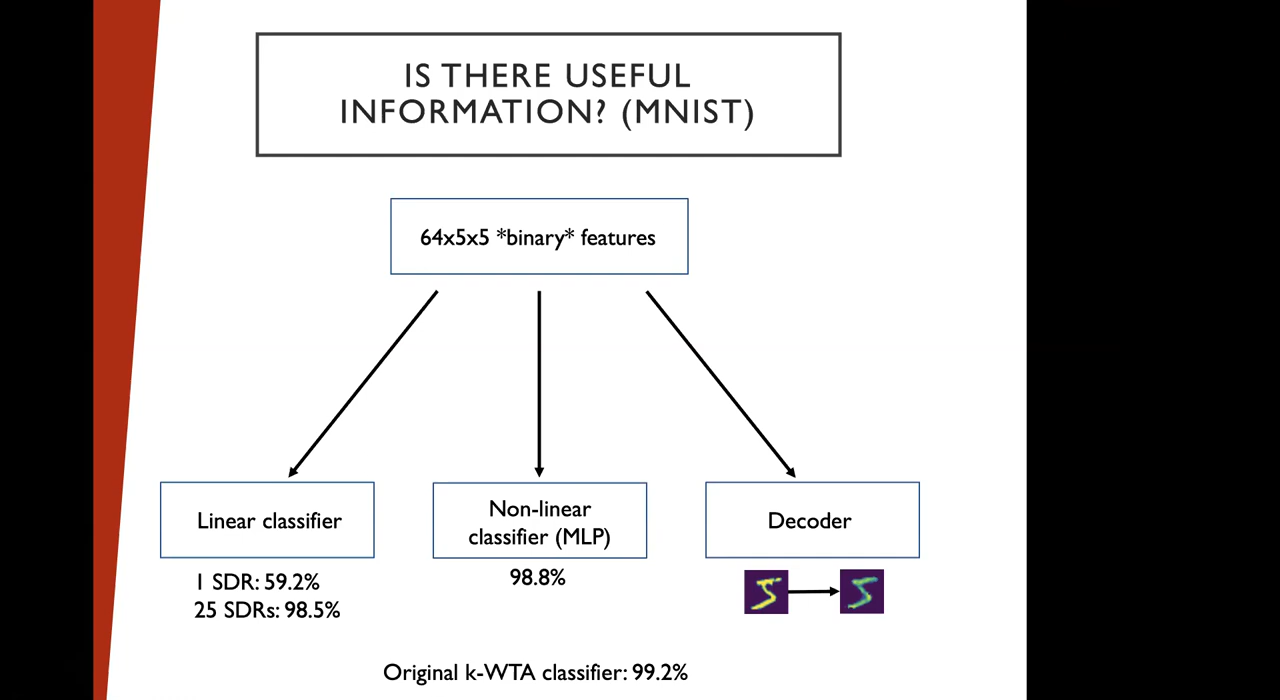 IS THERE USEFUL
INFORMATION? (MNIST)
64x5x5 *binary* features
Linear classifier
Non-linear
classifier (MLP)
Decoder
1 SDR: 59.2%
25 SDRs: 98.5%
98.8%
Original k-WTA classifier: 99.2%